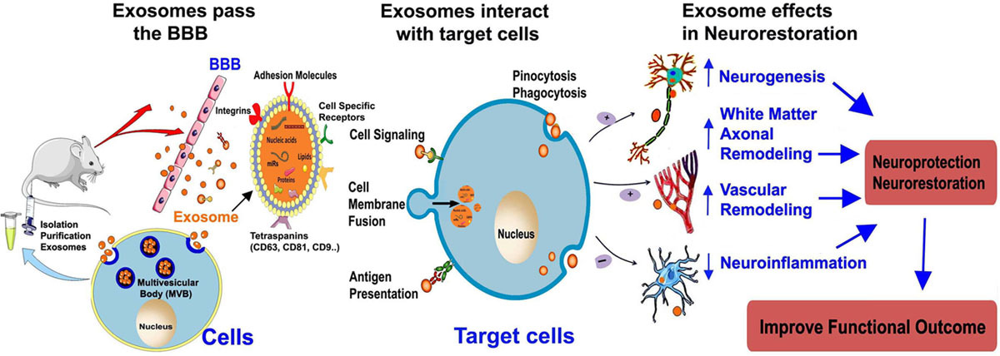 Exosomes pass
the BBB
BBB
Adhesion Molecules
Integrins
Cell Specific
Receptors
Nucleic acids
miRs
Lipids
Proteins
Exosome
Tetraspanins
(CD63, CD81, CD9..)
Isolation
Purification
Exosomes
Multivesicular
Body (MVB)
Nucleus
Cells
Exosomes interact
with target cells
Pinocytosis
Phagocytosis
Cell Signaling
Cell
Membrane
Fusion
Nucleus
Antigen
Presentation
Target cells
Exosome effects
in Neurorestoration
+
Neurogenesis
White Matter
Axonal
Remodeling
+
Vascular
Remodeling
−
Neuroinflammation
Neuroprotection
Neurorestoration
Improve Functional Outcome